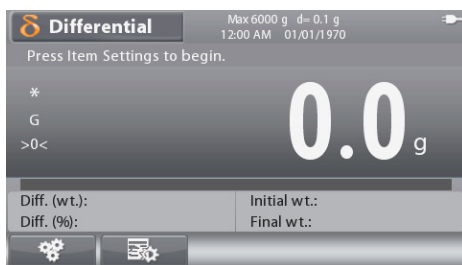 δ Differential
Max 6000 g d= 0.1 g
12:00 AM 01/01/1970
Press Item Settings to begin.
*
G
>0<
0.0 g
Diff. (wt.):
Initial wt.:
Diff. (%):
Final wt.: